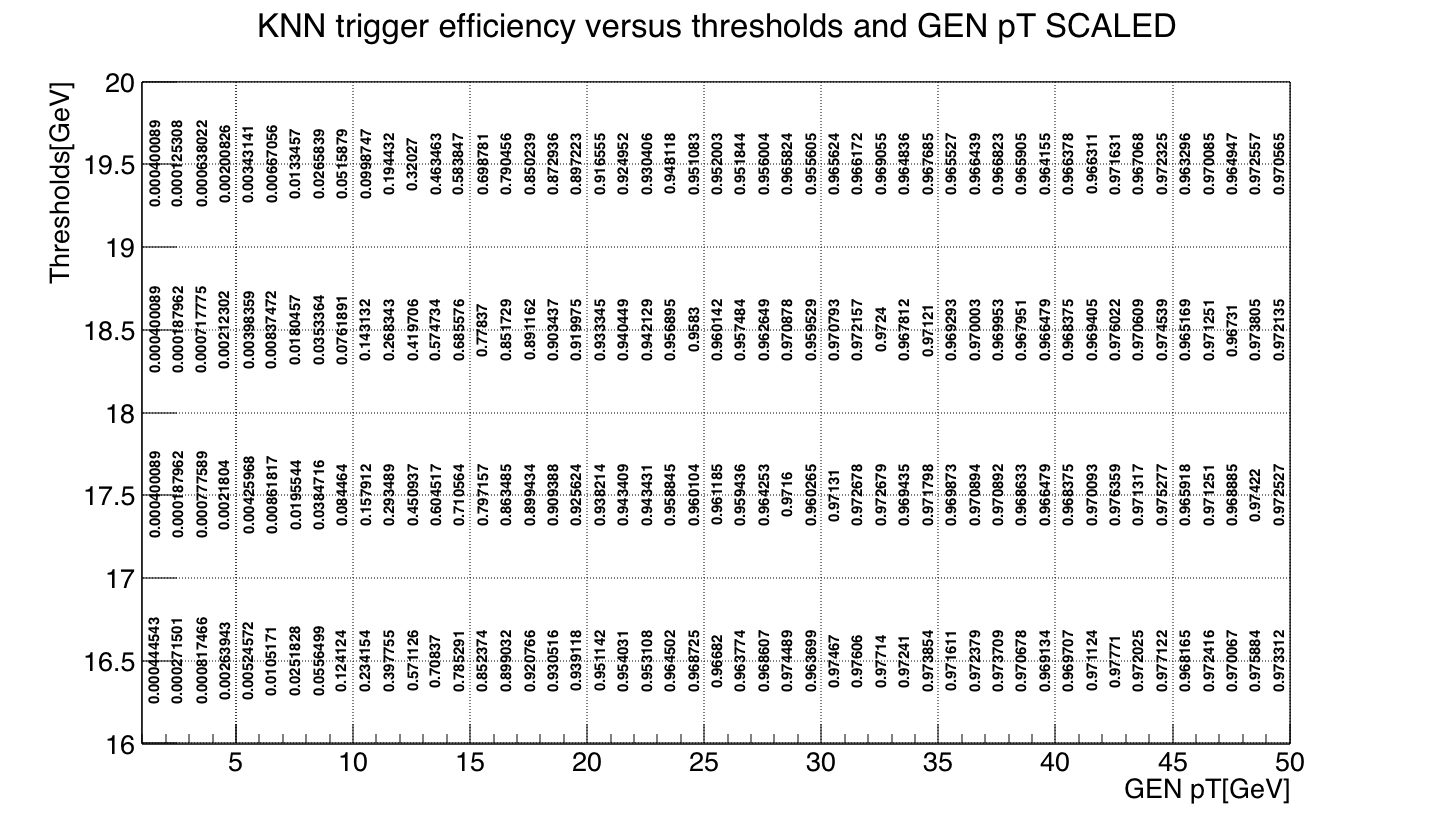 KNN trigger efficiency versus thresholds and GEN pT SCALED
Thresholds[GeV]
20
19.5
19
18.5
18
17.5
17
16.5
16
0.000400089 0.000125308 0.000638022 0.00200826 0.00343141 0.00667056 0.0133457 0.0265839 0.0515879 0.0998747 0.194432 0.32027 0.463463 0.583847 0.698781 0.790456 0.850239 0.872936 0.897223 0.916555 0.924952 0.930406 0.948118 0.951083 0.952003 0.951844 0.956004 0.965824 0.955605 0.965624 0.966172 0.969055 0.964836 0.967685 0.965527 0.966439 0.966823 0.965905 0.964155 0.966378 0.966311 0.971631 0.967068 0.972325 0.963296 0.970085 0.964947 0.972557 0.970565
0.000400089 0.000187962 0.000717775 0.00212302 0.00398359 0.00837472 0.0180457 0.0353364 0.0761891 0.143132 0.268343 0.419706 0.574734 0.685576 0.77837 0.851729 0.891162 0.903437 0.919975 0.933345 0.940449 0.942129 0.956895 0.9583 0.960142 0.957484 0.962649 0.970878 0.959529 0.970793 0.972157 0.9724 0.967812 0.97121 0.969293 0.970003 0.969953 0.967951 0.966479 0.968375 0.969405 0.976022 0.970609 0.974539 0.965169 0.971251 0.96731 0.973805 0.972135
0.000400089 0.000187962 0.000777589 0.0021804 0.00425968 0.00861817 0.0195544 0.0384716 0.084464 0.157912 0.293489 0.450937 0.604517 0.710564 0.797157 0.863485 0.899434 0.909388 0.925624 0.938214 0.943409 0.943431 0.958845 0.960104 0.961185 0.959436 0.964253 0.9716 0.960265 0.97131 0.972678 0.972679 0.969435 0.971798 0.969873 0.970894 0.970892 0.968633 0.966479 0.968375 0.970093 0.976359 0.971317 0.975277 0.965918 0.971251 0.968885 0.97422 0.972527
0.000444543 0.000271501 0.000817466 0.00263943 0.00524572 0.0105171 0.0251828 0.0556499 0.124124 0.234154 0.397755 0.571126 0.70837 0.785291 0.852374 0.899032 0.920766 0.930516 0.939118 0.951142 0.954031 0.953108 0.964502 0.968725 0.96682 0.963774 0.968607 0.974489 0.963699 0.97467 0.97606 0.97714 0.97241 0.973854 0.971611 0.972379 0.973709 0.970678 0.969134 0.969707 0.971124 0.97771 0.972025 0.977122 0.968165 0.972416 0.970067 0.975884 0.973312
5 10 15 20 25 30 35 40 45 50
GEN pT[GeV]